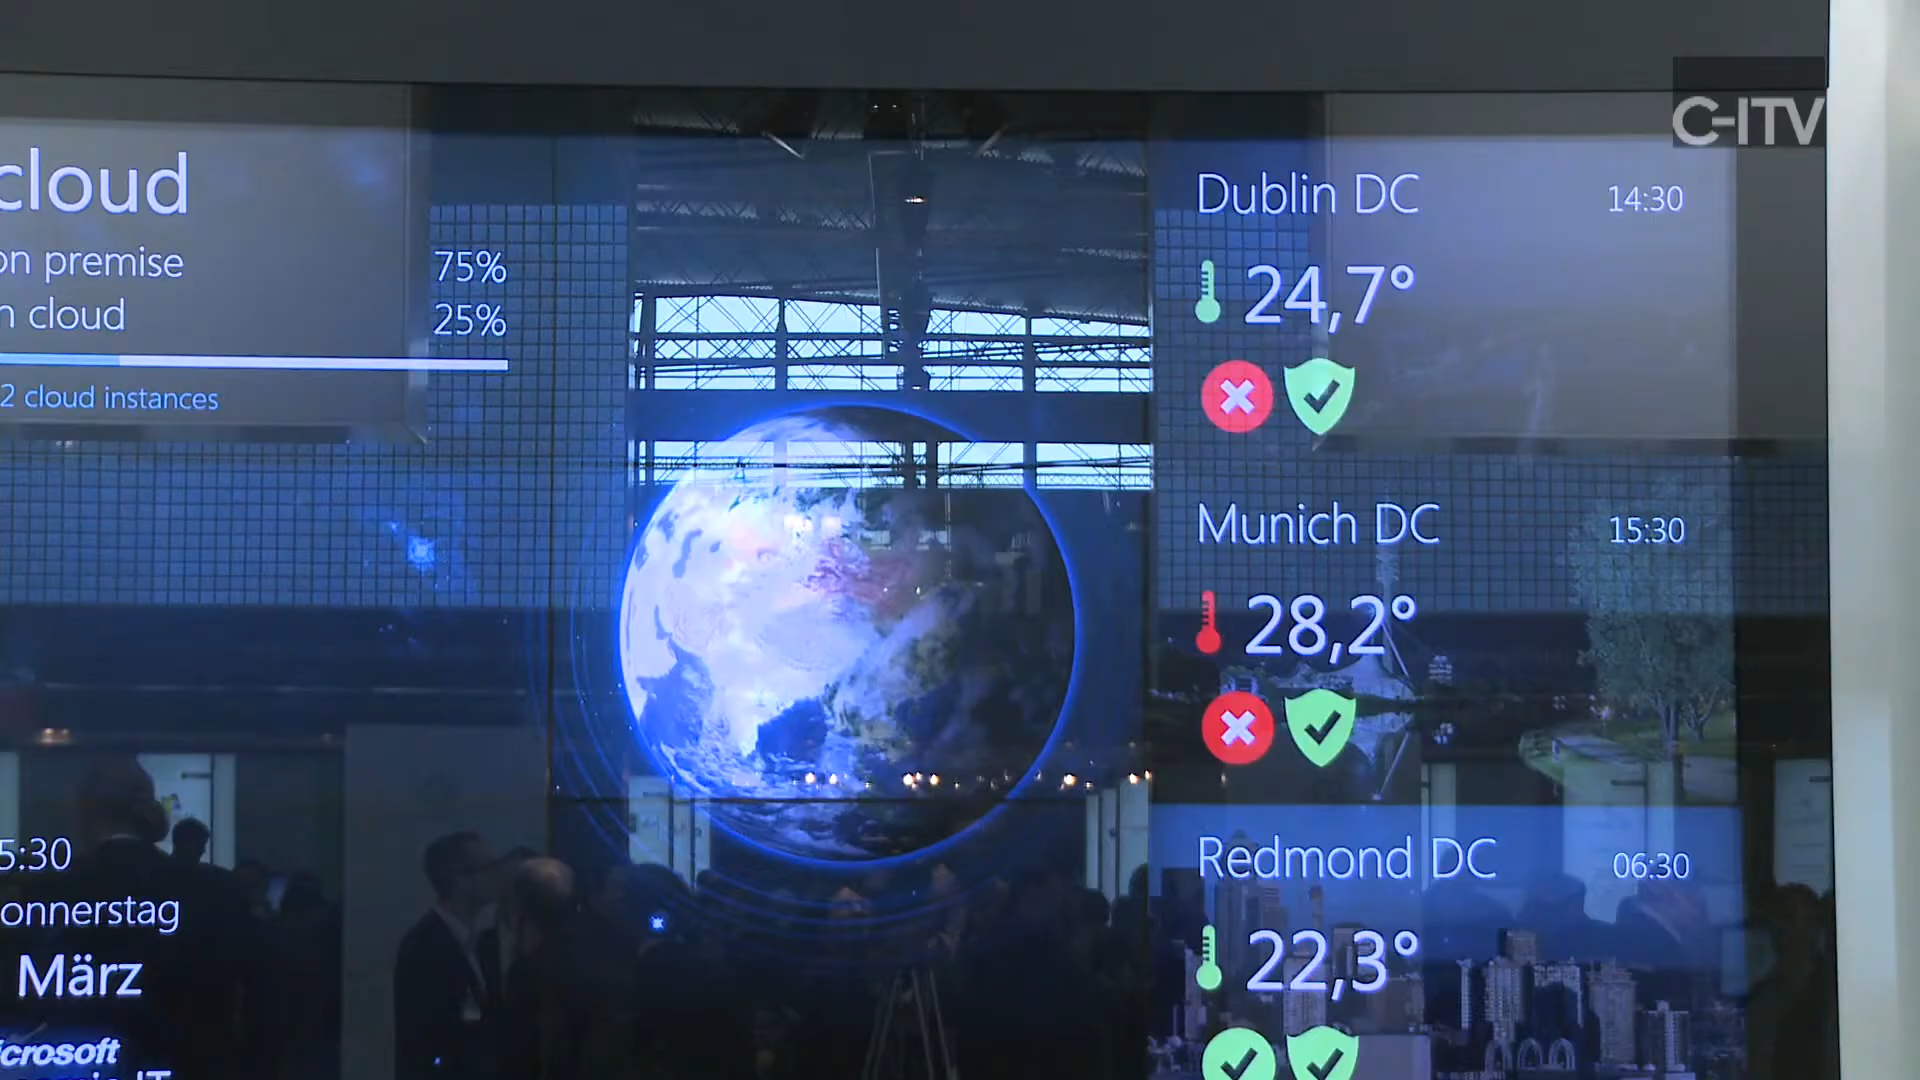 C-ITV
cloud
on premise 75%
n cloud 25%
2 cloud instances
5:30
onnerstag
März
icrosoft
Dublin DC 14:30
24,7°
Munich DC 15:30
28,2°
Redmond DC 06:30
22,3°